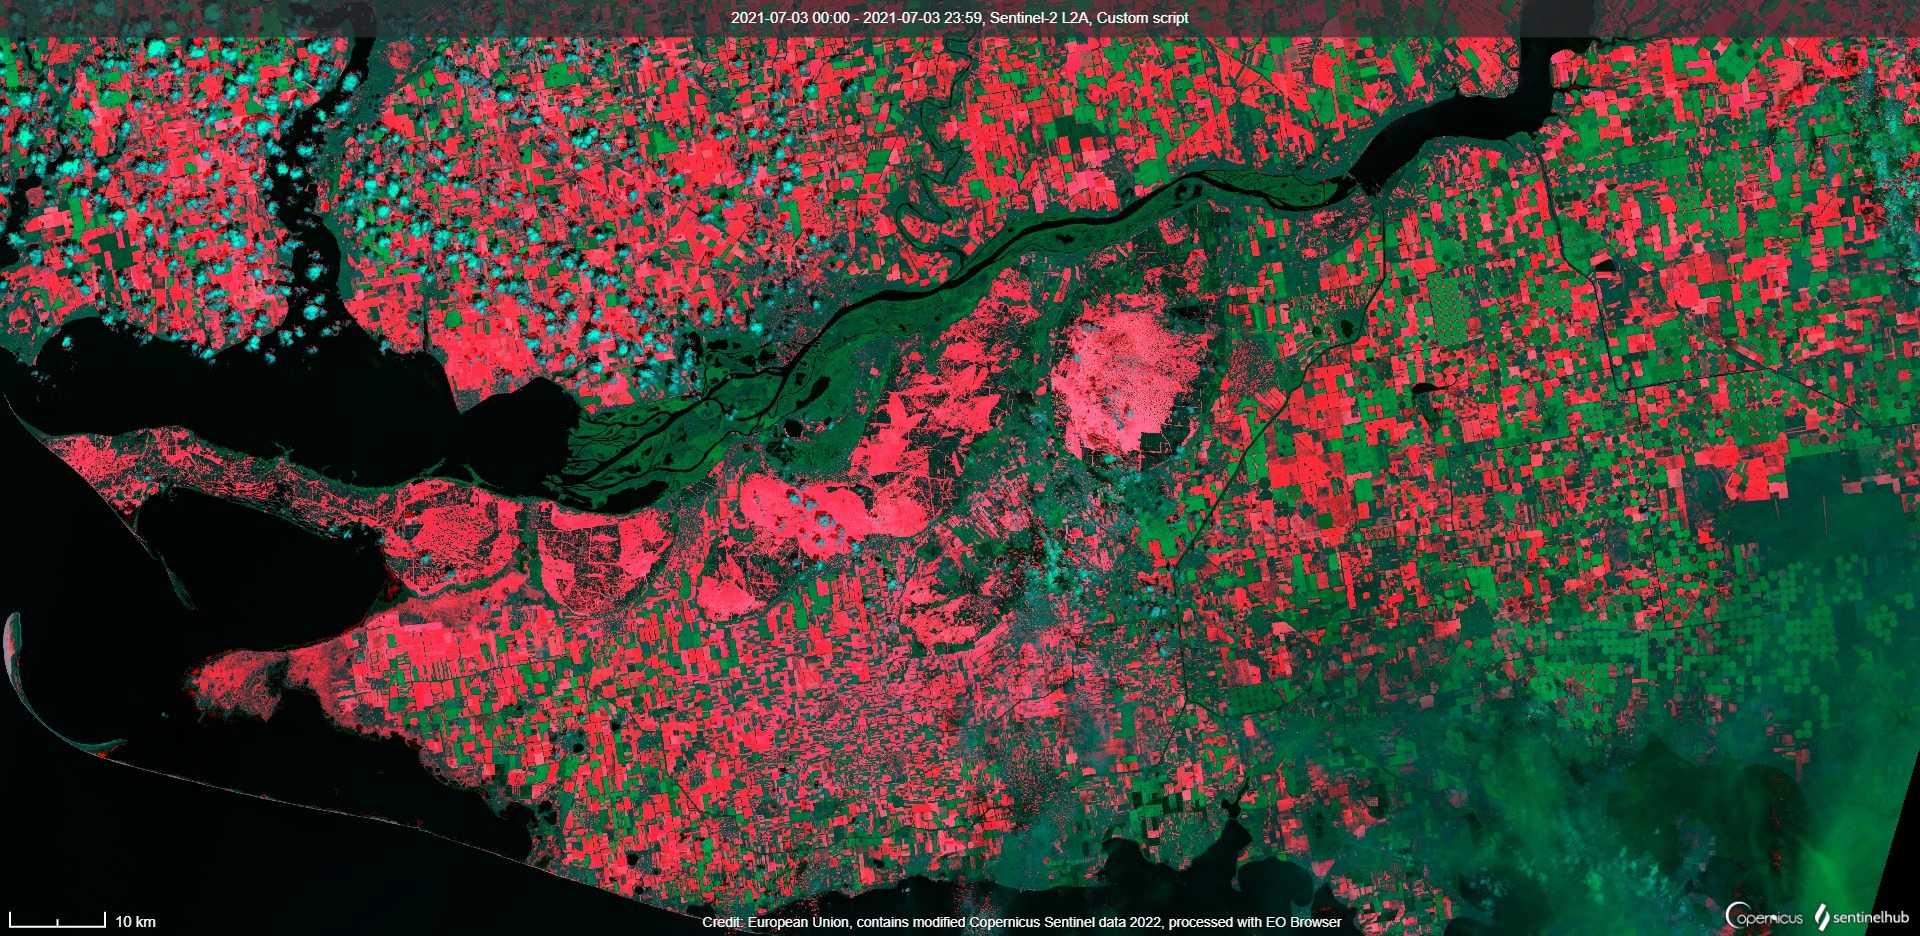 2021-07-03 00:00 - 2021-07-03 23:59, Sentinel-2 L2A, Custom script
10 km
Credit: European Union, contains modified Copernicus Sentinel data 2022, processed with EO Browser
opernicus
sentinelhub